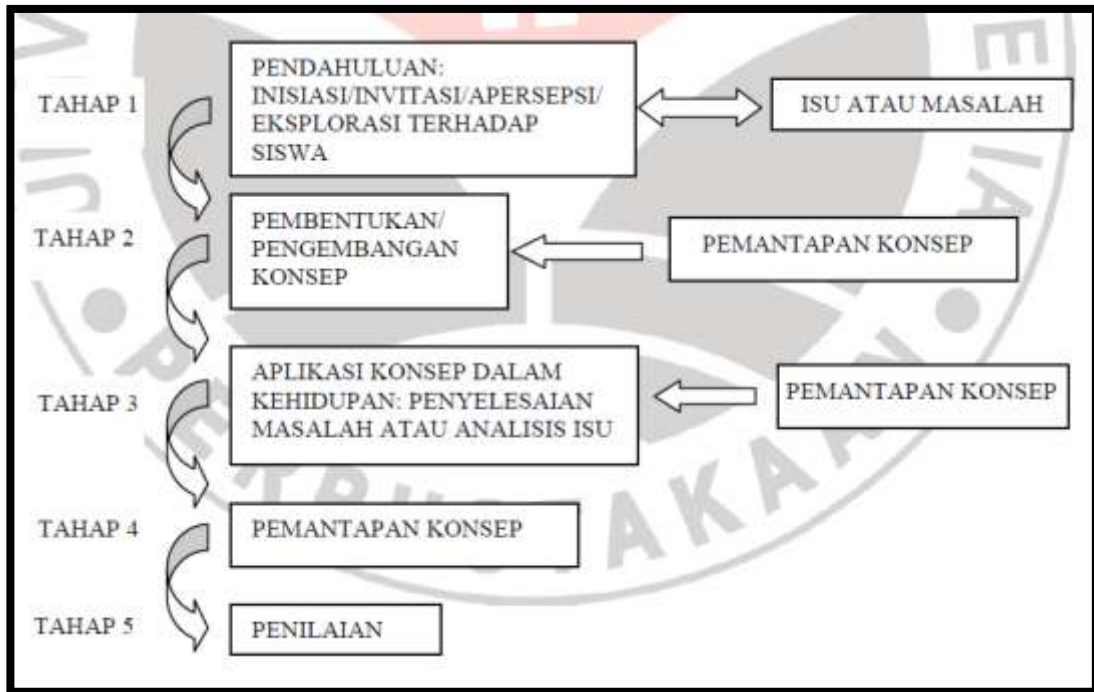 PENDAHULUAN:
INISIASI/INVITASI/APERSEPSI/
EKSPLORASI TERHADAP
SISWA
TAHAP 1
ISU ATAU MASALAH
TAHAP 2
PEMBENTUKAN/
PENGEMBANGAN
KONSEP
PEMANTAPAN KONSEP
TAHAP 3
APLIKASI KONSEP DALAM
KEHIDUPAN: PENYELESAIAN
MASALAH ATAU ANALISIS ISU
PEMANTAPAN KONSEP
TAHAP 4
PEMANTAPAN KONSEP
TAHAP 5
PENILAIAN
PERPUSTAKAAN